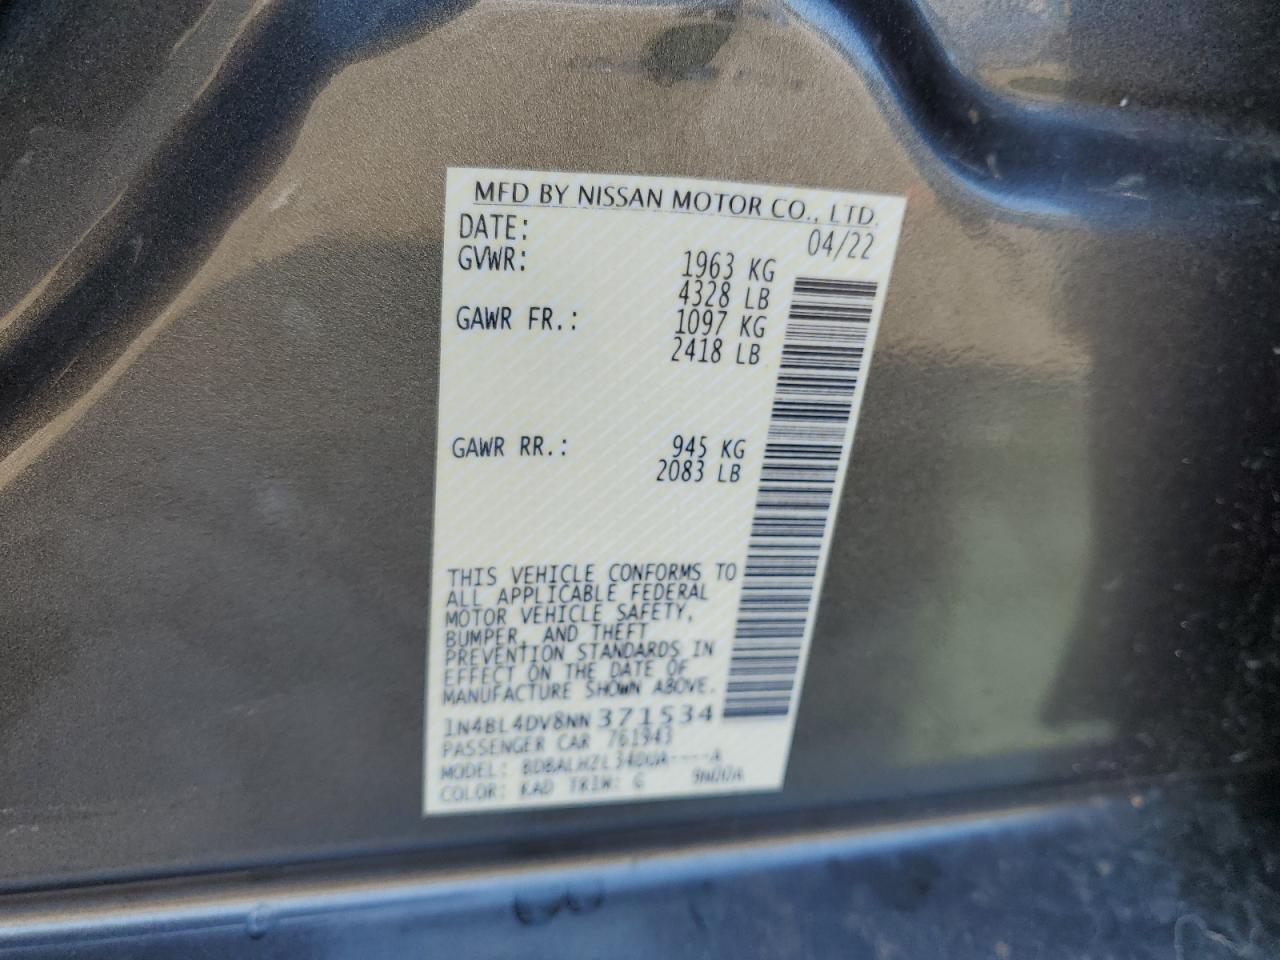 MFD BY NISSAN MOTOR CO., LTD.
DATE: 04/22
GVWR: 1963 KG
4328 LB
GAWR FR.: 1097 KG
2418 LB
GAWR RR.: 945 KG
2083 LB
THIS VEHICLE CONFORMS TO
ALL APPLICABLE FEDERAL
MOTOR VEHICLE SAFETY,
BUMPER, AND THEFT
PREVENTION STANDARDS IN
EFFECT ON THE DATE OF
MANUFACTURE SHOWN ABOVE.
1N4BL4DV8NN371534
PASSENGER CAR 761943
MODEL:
COLOR: KAD TRIM: G